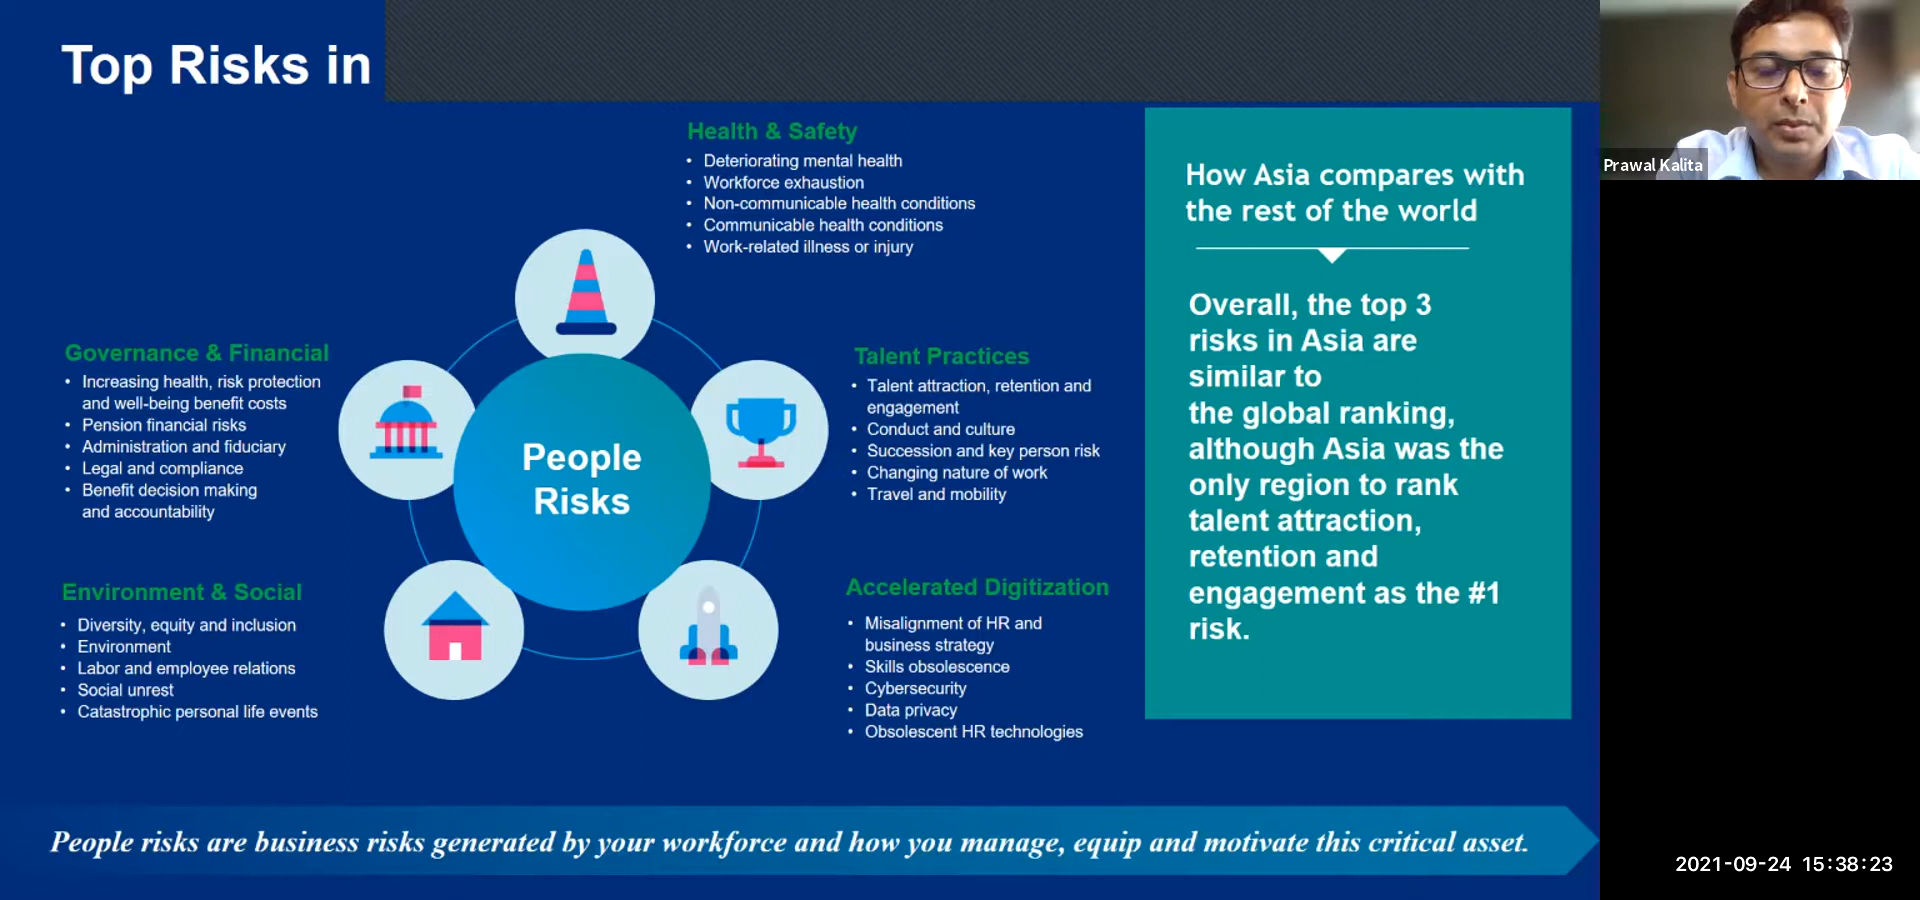 Top Risks in
Health & Safety
• Deteriorating mental health
• Workforce exhaustion
• Non-communicable health conditions
• Communicable health conditions
• Work-related illness or injury
Governance & Financial
• Increasing health, risk protection
and well-being benefit costs
• Pension financial risks
• Administration and fiduciary
• Legal and compliance
• Benefit decision making
and accountability
People
Risks
Talent Practices
• Talent attraction, retention and
engagement
• Conduct and culture
• Succession and key person risk
• Changing nature of work
• Travel and mobility
Environment & Social
• Diversity, equity and inclusion
• Environment
• Labor and employee relations
• Social unrest
• Catastrophic personal life events
Accelerated Digitization
• Misalignment of HR and
business strategy
• Skills obsolescence
• Cybersecurity
• Data privacy
• Obsolescent HR technologies
How Asia compares with
the rest of the world
Overall, the top 3
risks in Asia are
similar to
the global ranking,
although Asia was the
only region to rank
talent attraction,
retention and
engagement as the #1
risk.
People risks are business risks generated by your workforce and how you manage, equip and motivate this critical asset.
Prawal Kalita
2021-09-24 15:38:23